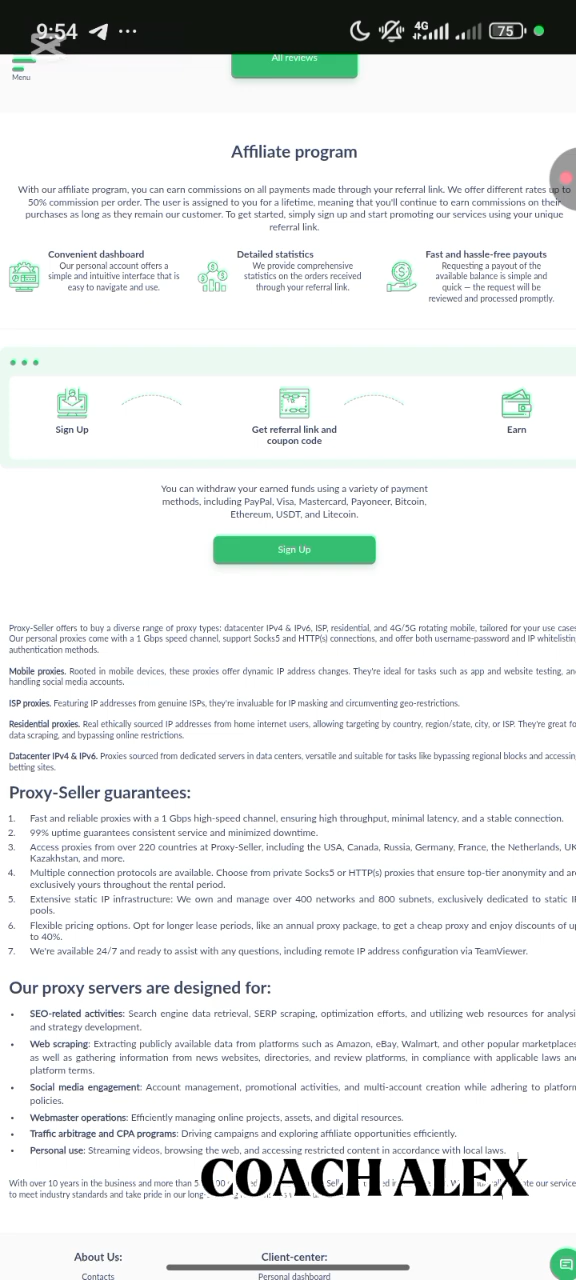 9:54
4G
75
Menu
All reviews
Affiliate program
With our affiliate program, you can earn commissions on all payments made through your referral link. We offer different rates up to
50% commission per order. The user is assigned to you for a lifetime, meaning that you'll continue to earn commissions on their
purchases as long as they remain our customer. To get started, simply sign up and start promoting our services using your unique
referral link.
Convenient dashboard
Our personal account offers a
simple and intuitive interface that is
easy to navigate and use.
Detailed statistics
We provide comprehensive
statistics on the orders received
through your referral link.
Fast and hassle-free payouts
Requesting a payout of the
available balance is simple and
quick — the request will be
reviewed and processed promptly.
Sign Up
Get referral link and
coupon code
Earn
You can withdraw your earned funds using a variety of payment
methods, including PayPal, Visa, Mastercard, Payoneer, Bitcoin,
Ethereum, USDT, and Litecoin.
Sign Up
Proxy-Seller offers to buy a diverse range of proxy types: datacenter IPv4 & IPv6, ISP, residential, and 4G/5G rotating mobile, tailored for your use cases
Our personal proxies come with a 1 Gbps speed channel, support Socks5 and HTTP(s) connections, and offer both username-password and IP whitelistin
authentication methods.
Mobile proxies. Rooted in mobile devices, these proxies offer dynamic IP address changes. They're ideal for tasks such as app and website testing, an
handling social media accounts.
ISP proxies. Featuring IP addresses from genuine ISPs, they're invaluable for IP masking and circumventing geo-restrictions.
Residential proxies. Real ethically sourced IP addresses from home internet users, allowing targeting by country, region/state, city, or ISP. They're great fo
data scraping, and bypassing online restrictions.
Datacenter IPv4 & IPv6. Proxies sourced from dedicated servers in data centers, versatile and suitable for tasks like bypassing regional blocks and accessin
betting sites.
Proxy-Seller guarantees:
1. Fast and reliable proxies with a 1 Gbps high-speed channel, ensuring high throughput, minimal latency, and a stable connection.
2. 99% uptime guarantees consistent service and minimized downtime.
3. Access proxies from over 220 countries at Proxy-Seller, including the USA, Canada, Russia, Germany, France, the Netherlands, UK
Kazakhstan, and more.
4. Multiple connection protocols are available. Choose from private Socks5 or HTTP(s) proxies that ensure top-tier anonymity and ar
exclusively yours throughout the rental period.
5. Extensive static IP infrastructure: We own and manage over 400 networks and 800 subnets, exclusively dedicated to static I
pools.
6. Flexible pricing options. Opt for longer lease periods, like an annual proxy package, to get a cheap proxy and enjoy discounts of u
to 40%.
7. We're available 24/7 and ready to assist with any questions, including remote IP address configuration via TeamViewer.
Our proxy servers are designed for:
• SEO-related activities: Search engine data retrieval, SERP scraping, optimization efforts, and utilizing web resources for analysi
and strategy development.
• Web scraping: Extracting publicly available data from platforms such as Amazon, eBay, Walmart, and other popular marketplaces
as well as gathering information from news websites, directories, and review platforms, in compliance with applicable laws an
platform terms.
• Social media engagement: Account management, promotional activities, and multi-account creation while adhering to platform
policies.
• Webmaster operations: Efficiently managing online projects, assets, and digital resources.
• Traffic arbitrage and CPA programs: Driving campaigns and exploring affiliate opportunities efficiently.
• Personal use: Streaming videos, browsing the web, and accessing restricted content in accordance with local laws.
COACH ALEX
With over 10 years in the business and more than our service
to meet industry standards and take pride in our
About Us:
Client-center:
Contacts
Personal dashboard